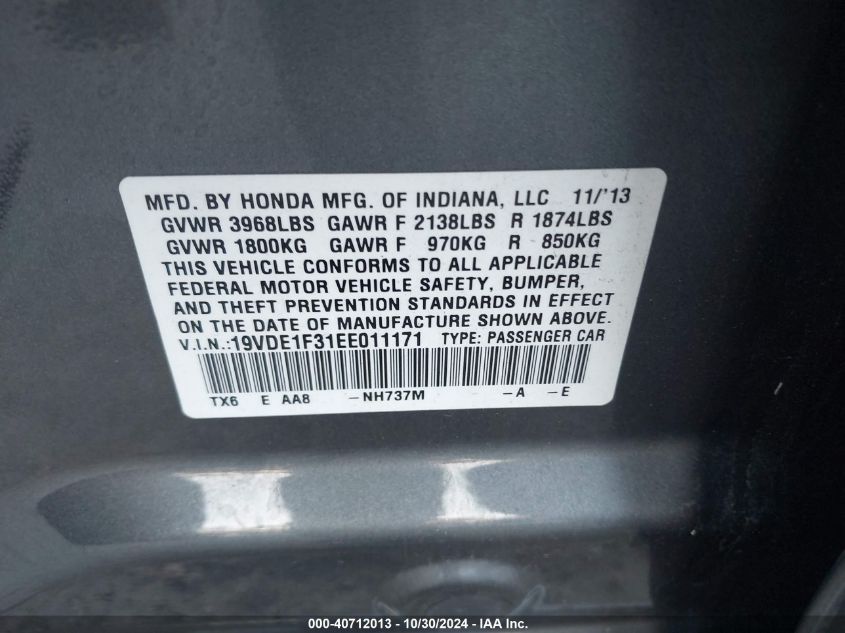 MFD. BY HONDA MFG. OF INDIANA, LLC 11/'13
GVWR 3968LBS GAWR F 2138LBS R 1874LBS
GVWR 1800KG GAWR F 970KG R 850KG
THIS VEHICLE CONFORMS TO ALL APPLICABLE
FEDERAL MOTOR VEHICLE SAFETY, BUMPER,
AND THEFT PREVENTION STANDARDS IN EFFECT
ON THE DATE OF MANUFACTURE SHOWN ABOVE.
V.I.N.:19VDE1F31EE011171 TYPE: PASSENGER CAR
TX6 E AA8 -NH737M -A -E
000-40712013 - 10/30/2024 - IAA Inc.